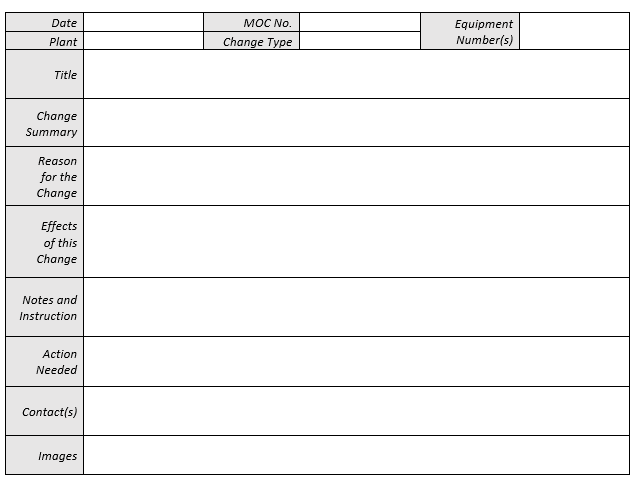 Date
MOC No.
Equipment
Number(s)
Plant
Change Type
Title
Change
Summary
Reason
for the
Change
Effects
of this
Change
Notes and
Instruction
Action
Needed
Contact(s)
Images